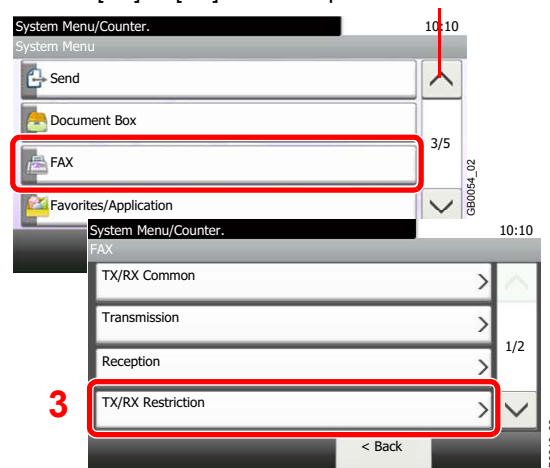 System Menu/Counter.
10:10
System Menu
Send
Document Box
3/5
FAX
Favorites/Application
GB0054_02
System Menu/Counter.
10:10
FAX
TX/RX Common
Transmission
1/2
Reception
3
TX/RX Restriction
< Back